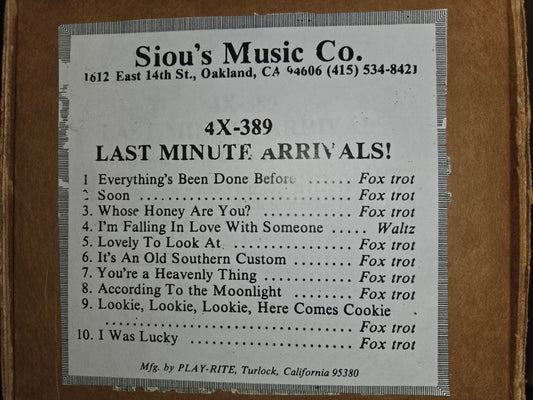 Siou's Music Co.
1612 East 14th St., Oakland, CA 94606 (415) 534-8421
4X-389
LAST MINUTE ARRIVALS!
1 Everything's Been Done Before ...... Fox trot
2 Soon ........................... Fox trot
3. Whose Honey Are You? ............ Fox trot
4. I'm Falling In Love With Someone ..... Waltz
5. Lovely To Look At ................ Fox trot
6. It's An Old Southern Custom ........ Fox trot
7. You're a Heavenly Thing ............ Fox trot
8. According To the Moonlight ......... Fox trot
9. Lookie, Lookie, Lookie, Here Comes Cookie
................................. Fox trot
10. I Was Lucky ..................... Fox trot
Mfg. by PLAY-RITE, Turlock, California 95380